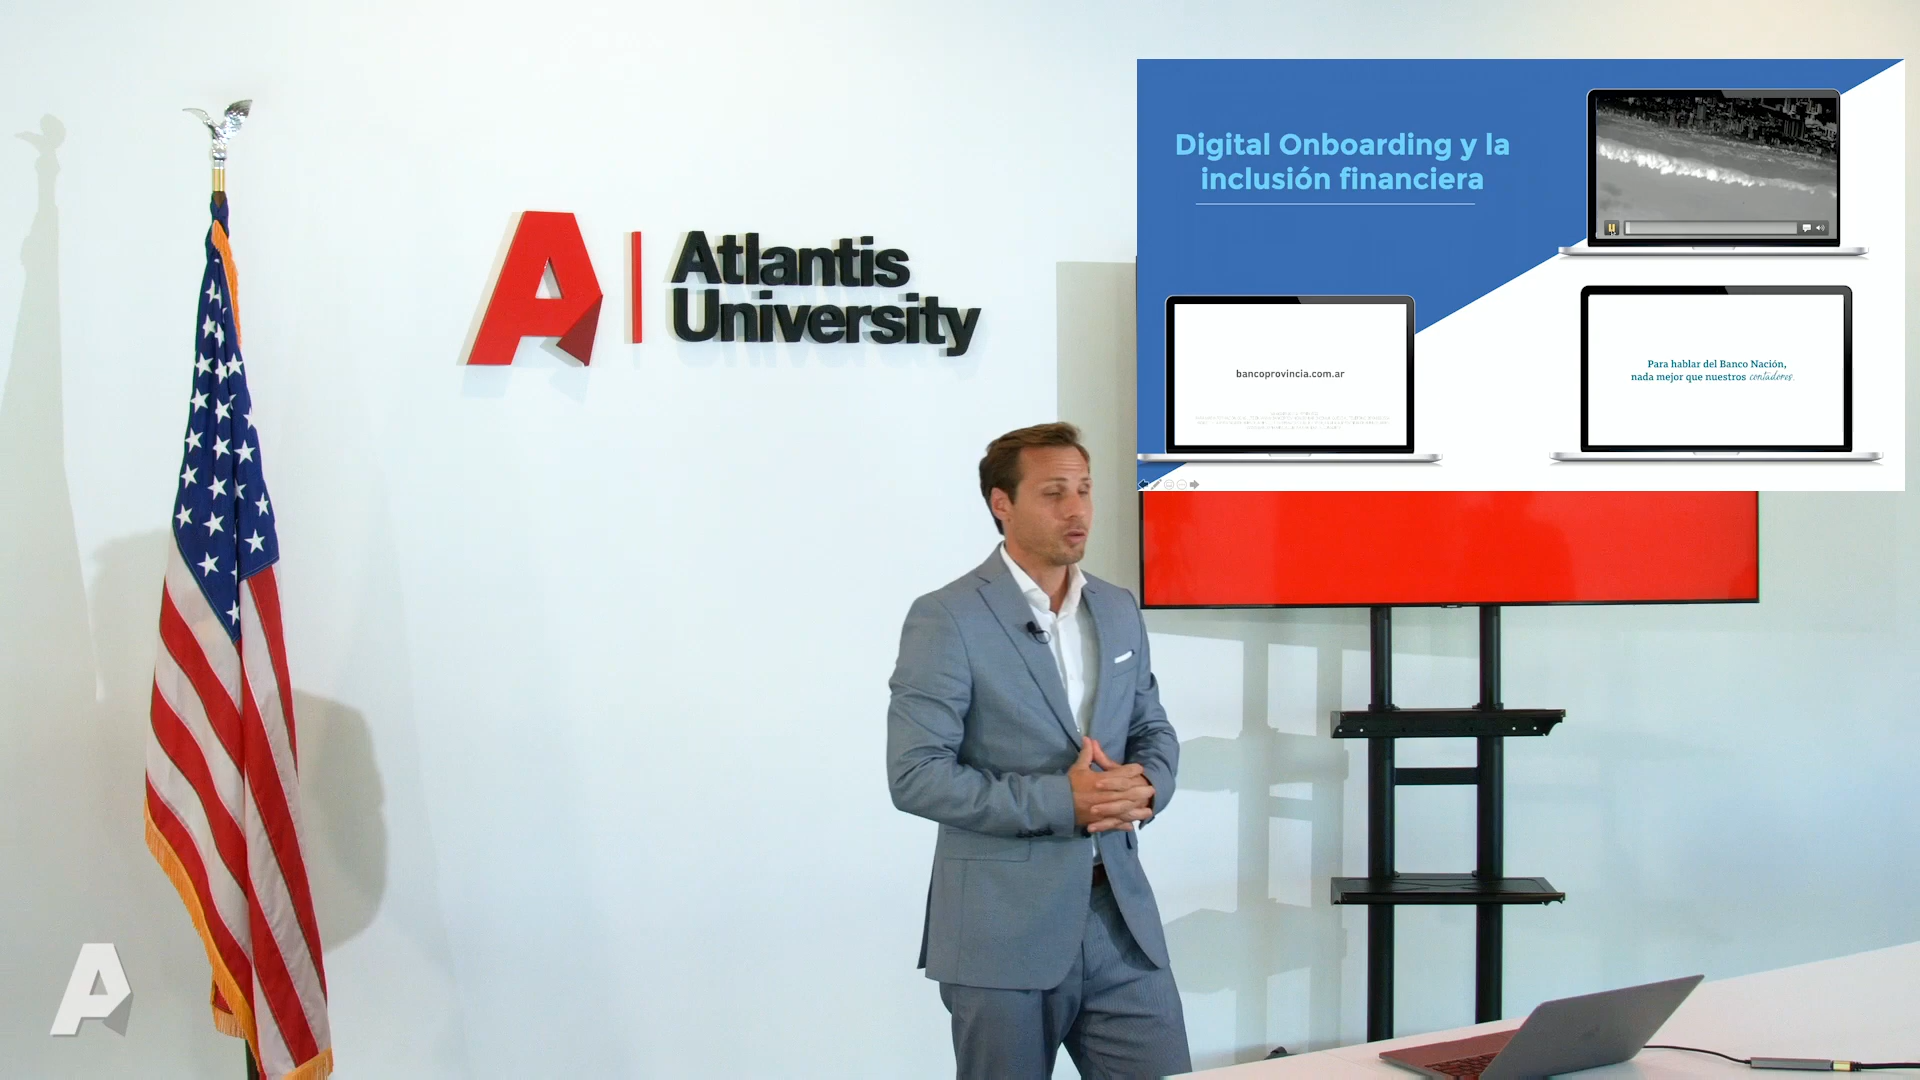 Atlantis
University
Digital Onboarding y la
inclusión financiera
bancoprovincia.com.ar
Para hablar del Banco Nación,
nada mejor que nuestros contadores.